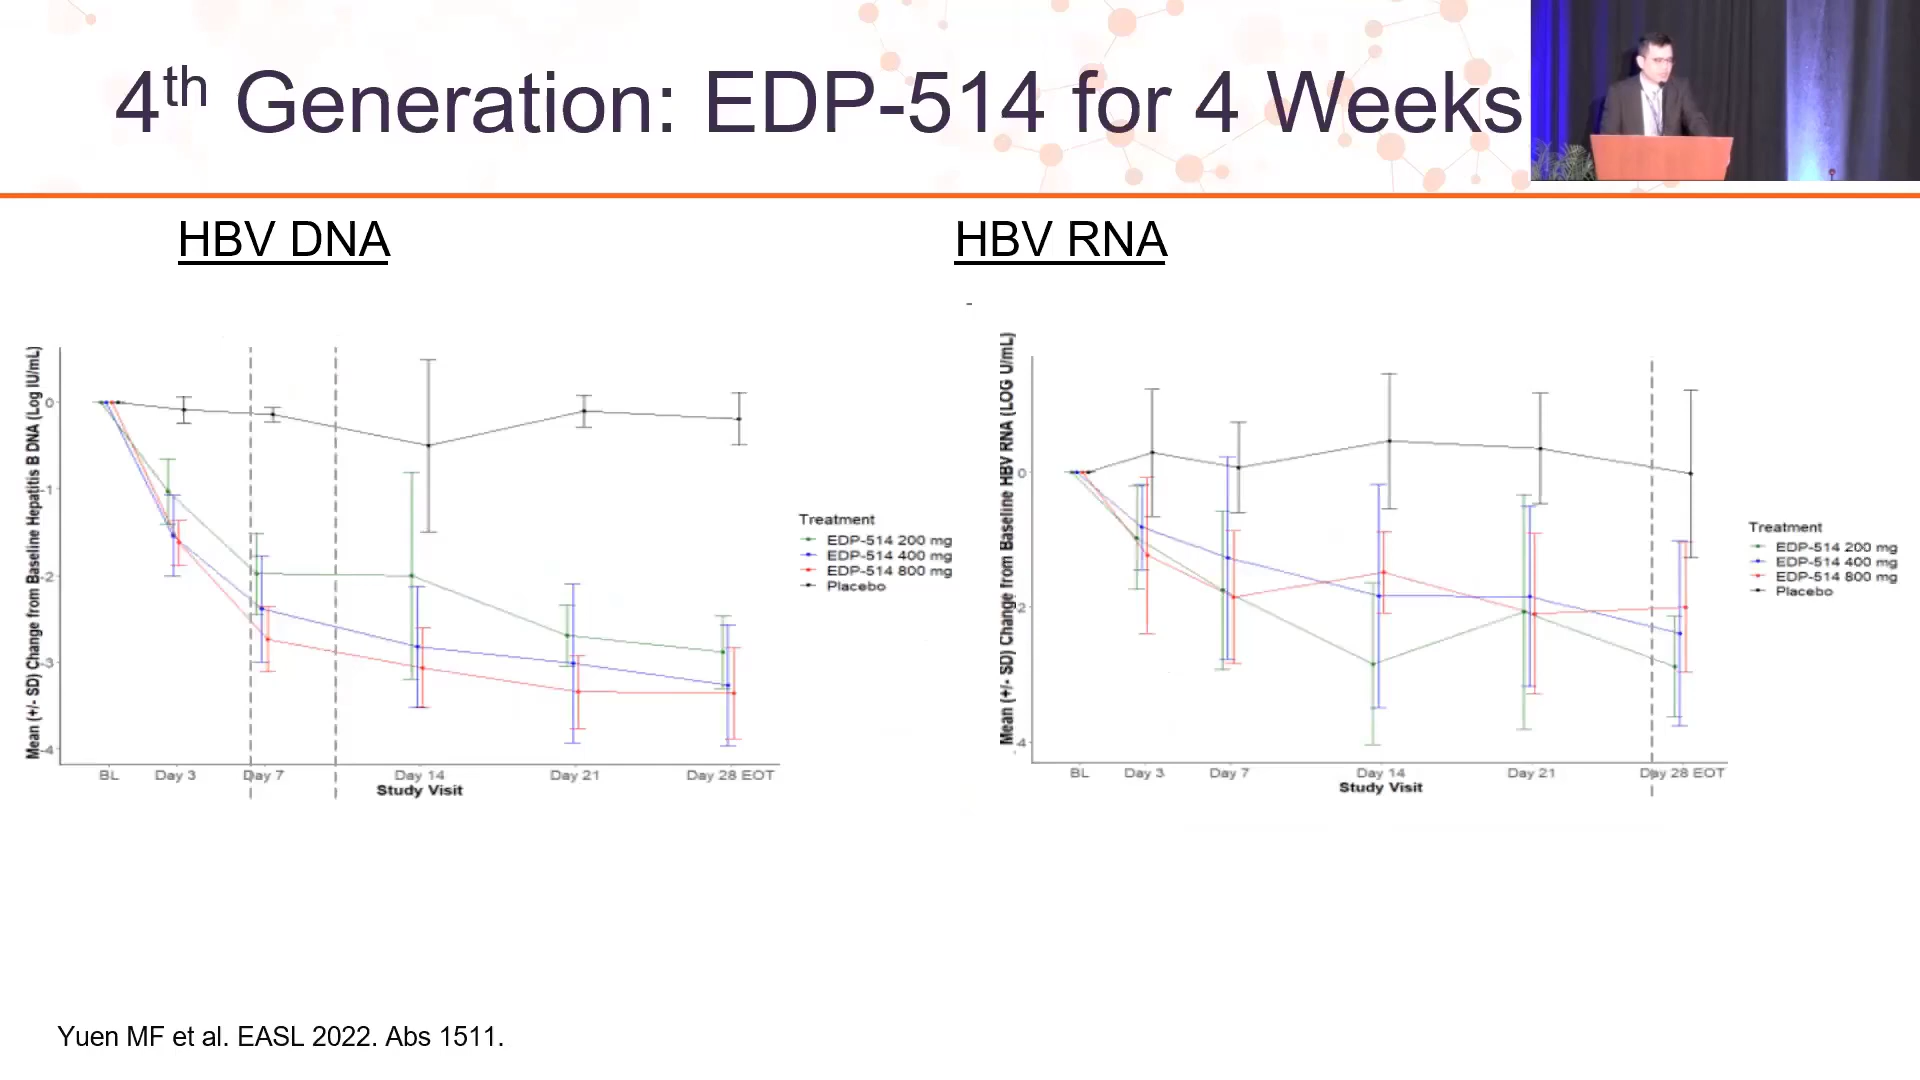 4th Generation: EDP-514 for 4 Weeks
HBV DNA
HBV RNA
Mean (+/- SD) Change from Baseline Hepatitis B DNA (Log IU/mL)
0
-1
-2
-3
-4
BL
Day 3
Day 7
Day 14
Day 21
Day 28 EOT
Study Visit
Treatment
EDP-514 200 mg
EDP-514 400 mg
EDP-514 800 mg
Placebo
-
Mean (+/- SD) Change from Baseline HBV RNA (LOG U/mL)
0
-2
-4
BL
Day 3
Day 7
Day 14
Day 21
Day 28 EOT
Study Visit
Treatment
EDP-514 200 mg
EDP-514 400 mg
EDP-514 800 mg
Placebo
Yuen MF et al. EASL 2022. Abs 1511.